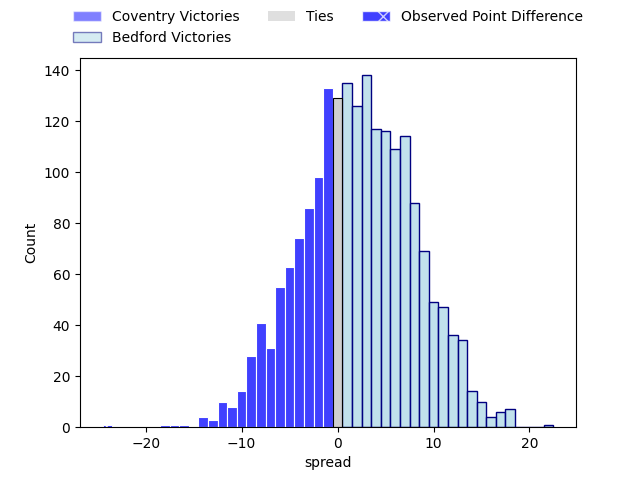 Coventry Victories
Ties
Observed Point Difference
Bedford Victories
140
120
100
80
60
40
20
0
Count
−20
−10
0
10
20
spread